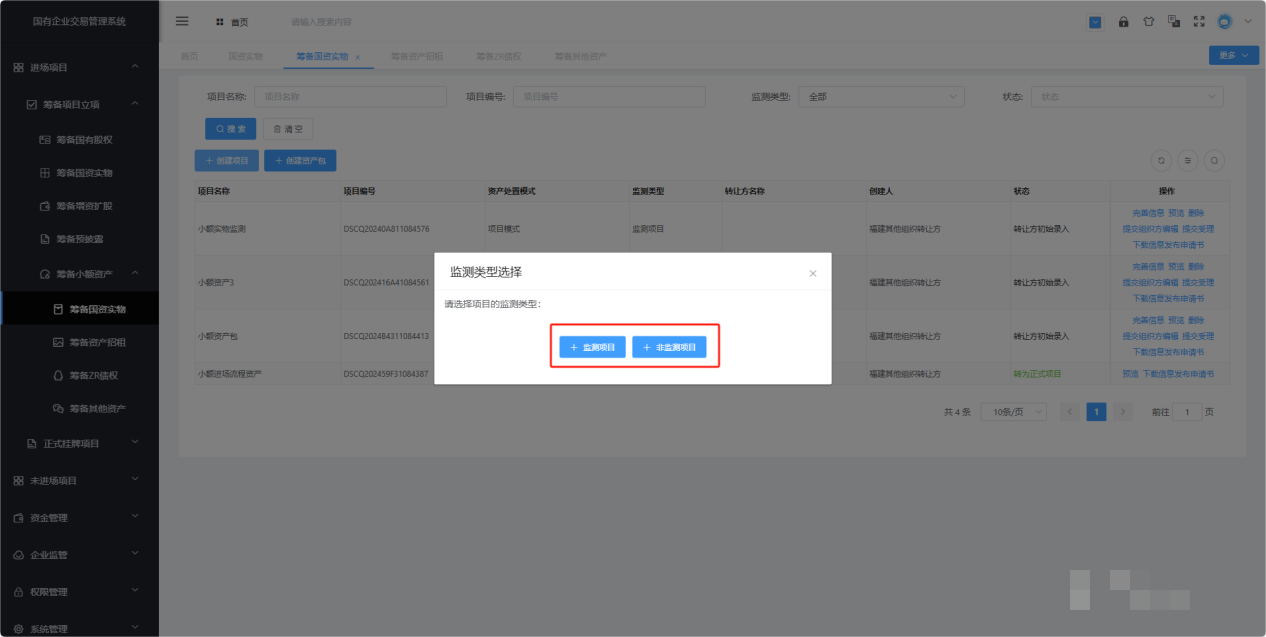 国有企业交易管理系统
首页
请输入搜索内容
首页 国资实物 筹备国资实物 × 筹备资产招租 筹备ZR债权 筹备其他资产 更多
进场项目
筹备项目立项
筹备国有股权
筹备国资实物
筹备增资扩股
筹备预披露
筹备小额资产
筹备国资实物
筹备资产招租
筹备ZR债权
筹备其他资产
正式挂牌项目
未进场项目
资金管理
企业监管
权限管理
系统管理
项目名称: 项目名称 项目编号: 项目编号 监测类型: 全部 状态: 状态
搜 索 清 空
+ 创建项目 + 创建资产包
项目名称 项目编号 资产处置模式 监测类型 转让方名称 创建人 状态 操作
小额实物监测 DSCQ20240A811084576 项目模式 监测项目 福建其他组织转让方 转让方初始录入
完善信息 预览 删除
提交组织方编辑 提交受理
下载信息发布申请书
小额资产3 DSCQ202416A41084561 福建其他组织转让方 转让方初始录入
完善信息 预览 删除
提交组织方编辑 提交受理
下载信息发布申请书
小额资产包 DSCQ202484311084413 福建其他组织转让方 转让方初始录入
完善信息 预览 删除
提交组织方编辑 提交受理
下载信息发布申请书
小额进场流程资产 DSCQ202459F31084387 福建其他组织转让方 转为正式项目 预览 下载信息发布申请书
监测类型选择 ×
请选择项目的监测类型:
+ 监测项目 + 非监测项目
共 4 条 10条/页 < 1 > 前往 1 页